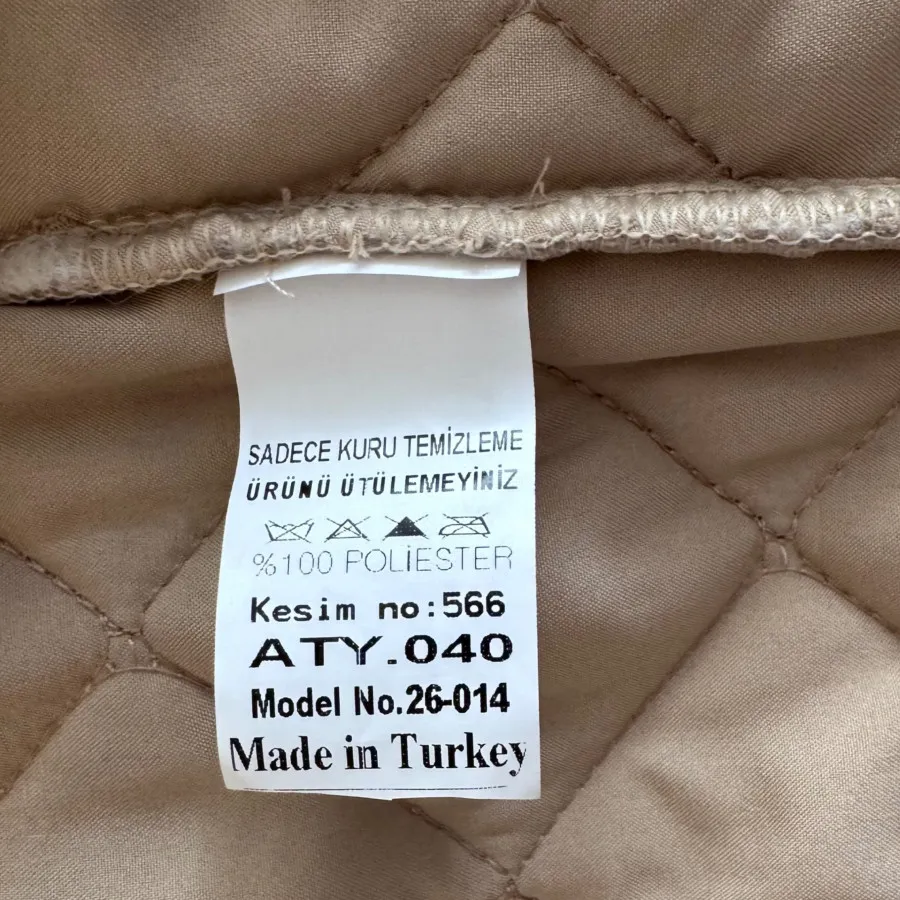 SADECE KURU TEMİZLEME
ÜRÜNÜ ÜTÜLEMEYİNİZ
%100 POLİESTER
Kesim no:566
ATY.040
Model No.26-014
Made in Turkey